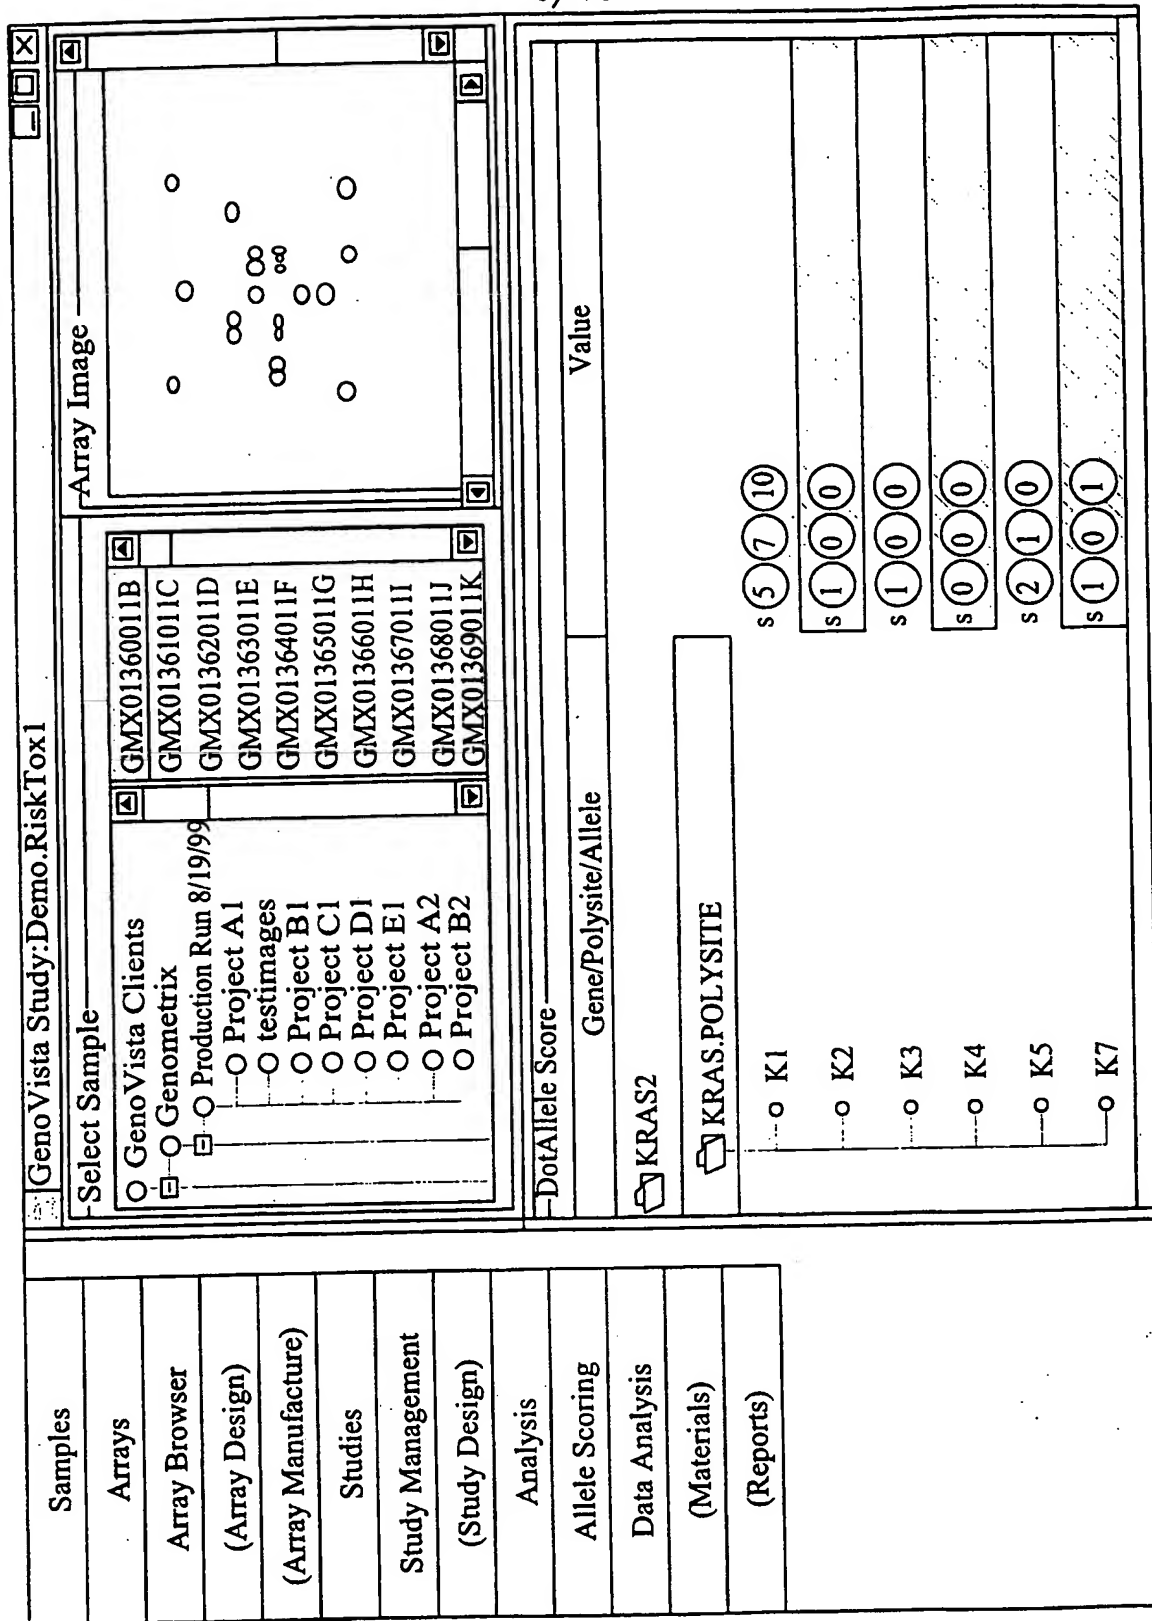 GenoVista Study:Demo.RiskTox1
Samples
Arrays
Array Browser
(Array Design)
(Array Manufacture)
Studies
Study Management
(Study Design)
Analysis
Allele Scoring
Data Analysis
(Materials)
(Reports)
Select Sample
GenoVista Clients
Genometrix
Production Run 8/19/99
Project A1
testimages
Project B1
Project C1
Project D1
Project E1
Project A2
Project B2
GMX01360011B
GMX01361011C
GMX01362011D
GMX01363011E
GMX01364011F
GMX01365011G
GMX01366011H
GMX01367011I
GMX01368011J
GMX01369011K
Array Image
DotAllele Score
Gene/Polysite/Allele Value
KRAS2
KRAS.POLYSITE
K1 s 5 7 10
K2 s 1 0 0
K3 s 1 0 0
K4 s 0 0 0
K5 s 2 1 0
K7 s 1 0 1